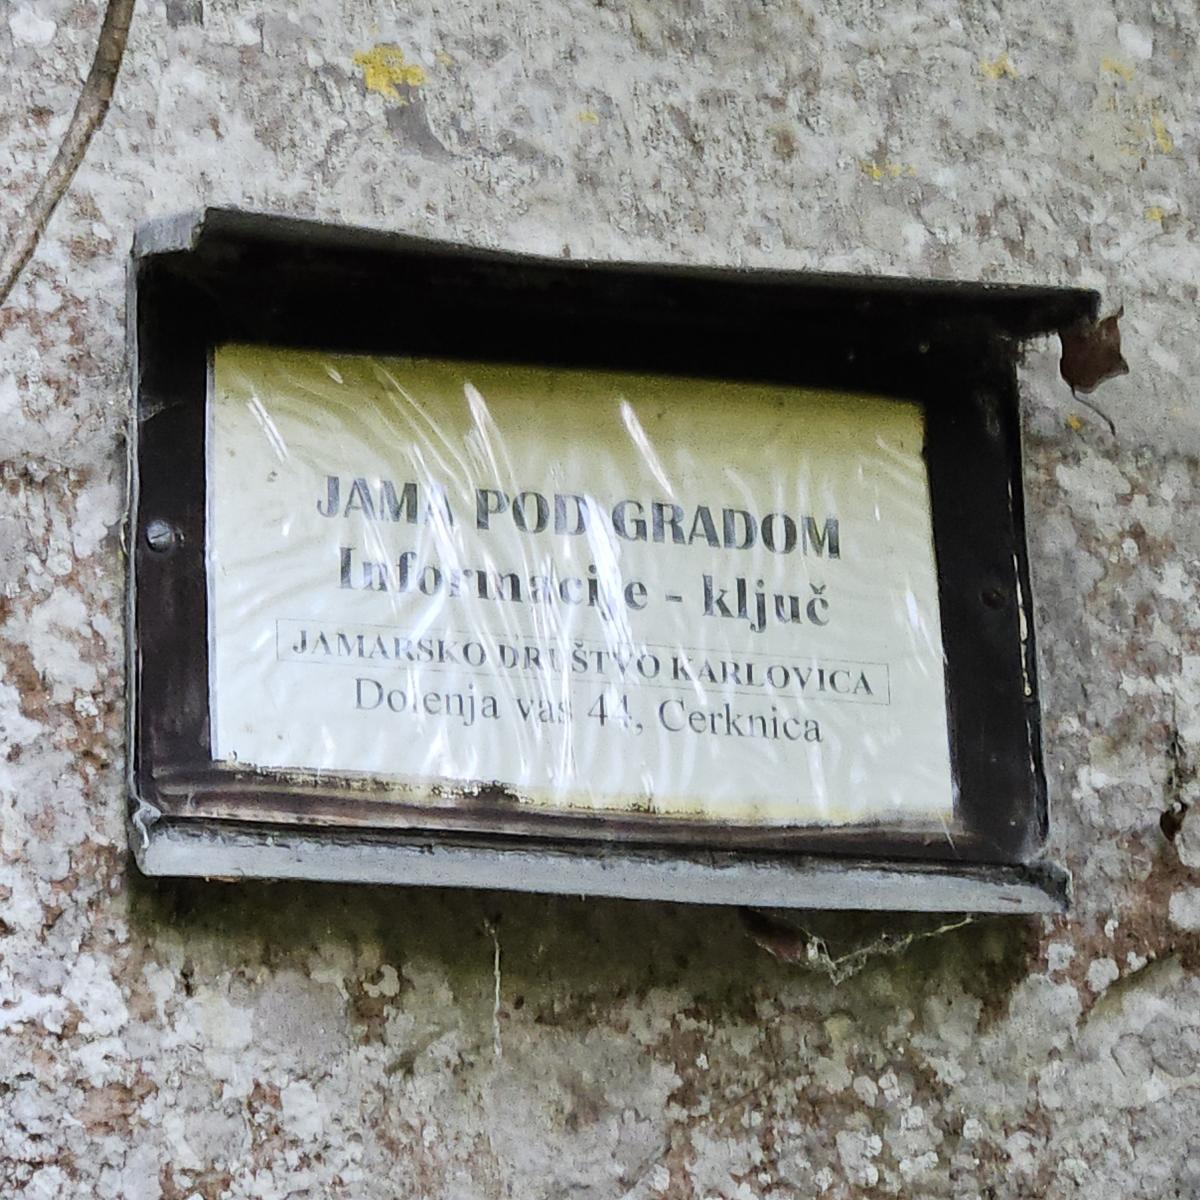 JAMA POD GRADOM
Informacije - ključ
JAMARSKO DRUŠTVO KARLOVICA
Dolenja vas 44, Cerknica